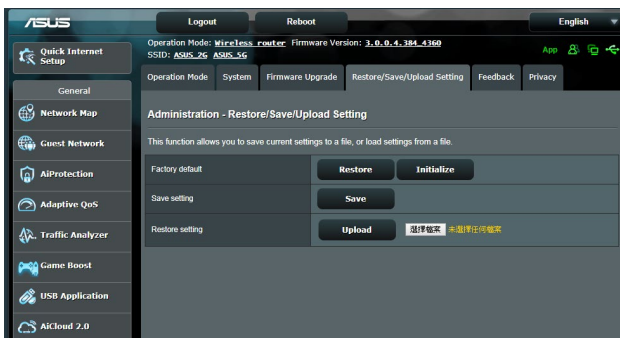 ASUS
Logout
Reboot
English
Operation Mode: Wireless router Firmware Version: 3.0.0.4.384_4360
SSID: ASUS_2G ASUS_5G
App
Quick Internet Setup
General
Network Map
Guest Network
AiProtection
Adaptive QoS
Traffic Analyzer
Game Boost
USB Application
AiCloud 2.0
Operation Mode
System
Firmware Upgrade
Restore/Save/Upload Setting
Feedback
Privacy
Administration - Restore/Save/Upload Setting
This function allows you to save current settings to a file, or load settings from a file.
Factory default
Restore
Initialize
Save setting
Save
Restore setting
Upload
選擇檔案 未選擇任何檔案